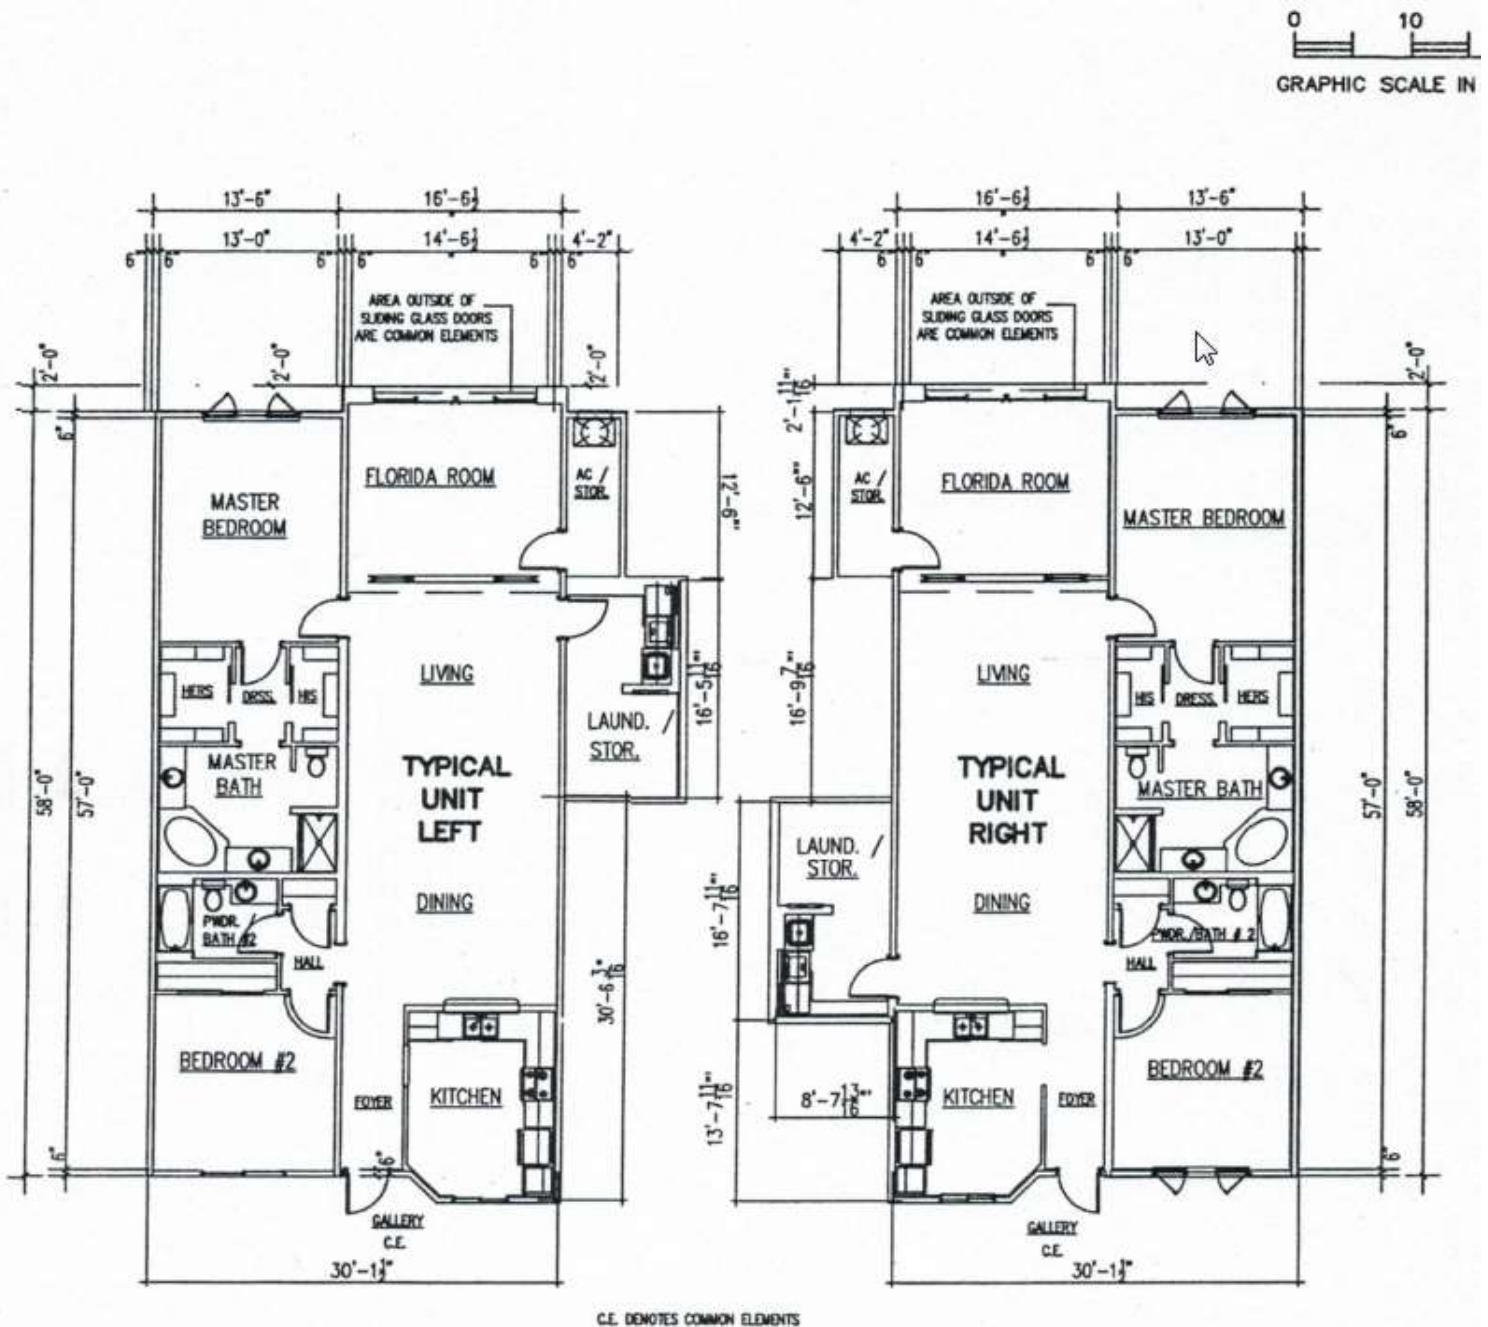 0 10
GRAPHIC SCALE IN
13'-6" 16'-6½
13'-0" 14'-6½ 4'-2"
6" 6" 6" 6" 6" 6"
16'-6½ 13'-6"
4'-2" 14'-6½ 13'-0"
6" 6" 6" 6"
AREA OUTSIDE OF
SLIDING GLASS DOORS
ARE COMMON ELEMENTS
AREA OUTSIDE OF
SLIDING GLASS DOORS
ARE COMMON ELEMENTS
2'-0" 2'-0" 2'-0"
2'-1 11/16" 2'-0"
6" 6"
MASTER
BEDROOM
FLORIDA ROOM
AC /
STOR.
12'-6"
12'-6"
AC /
STOR.
FLORIDA ROOM
MASTER BEDROOM
HERS DRSS. HIS
LIVING
LAUND. /
STOR.
16'-5 11/16"
16'-9 7/16"
LIVING
HIS DRESS. HERS
MASTER
BATH
TYPICAL
UNIT
LEFT
58'-0" 57'-0"
TYPICAL
UNIT
RIGHT
MASTER BATH
57'-0" 58'-0"
LAUND. /
STOR.
DINING
DINING
PWDR. /
BATH #2
HALL
30'-6 3/16"
16'-7 11/16"
PWDR./BATH # 2
HALL
BEDROOM #2
FOYER
KITCHEN
13'-7 11/16"
8'-7 13/16"
KITCHEN
FOYER
BEDROOM #2
6" 6" 6"
GALLERY
C.E.
GALLERY
C.E.
30'-1½"
30'-1½"
C.E. DENOTES COMMON ELEMENTS